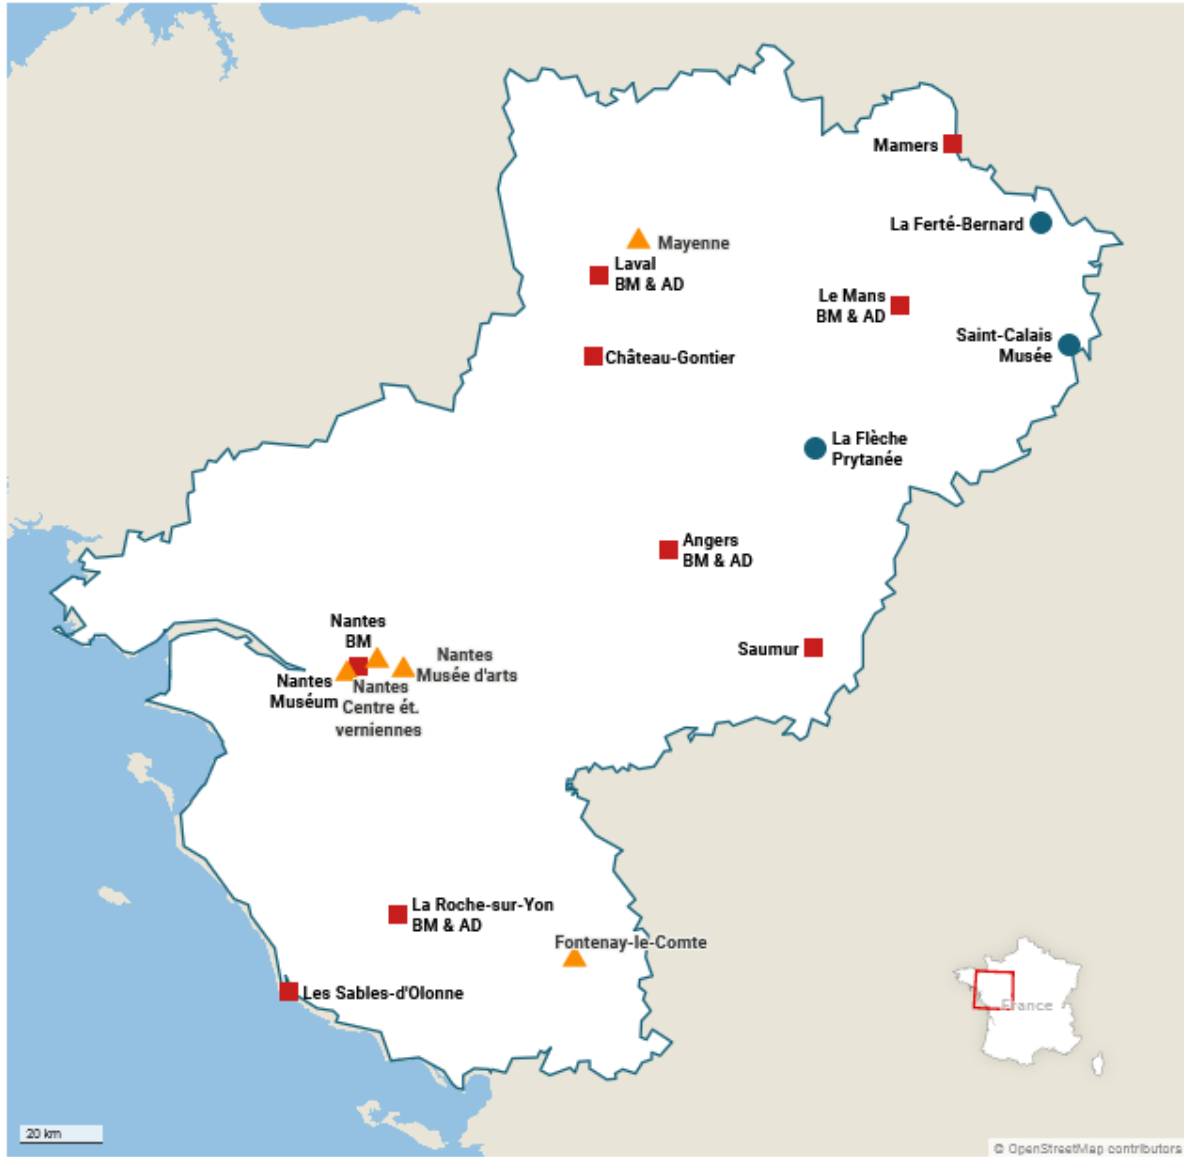 Mamers
La Ferté-Bernard
Mayenne
Laval
BM & AD
Le Mans
BM & AD
Saint-Calais
Musée
Château-Gontier
La Flèche
Prytanée
Angers
BM & AD
Nantes
BM
Nantes
Musée d'arts
Saumur
Nantes
Muséum
Nantes
Centre ét.
verniennes
La Roche-sur-Yon
BM & AD
Fontenay-le-Comte
Les Sables-d'Olonne
France
20 km
© OpenStreetMap contributors